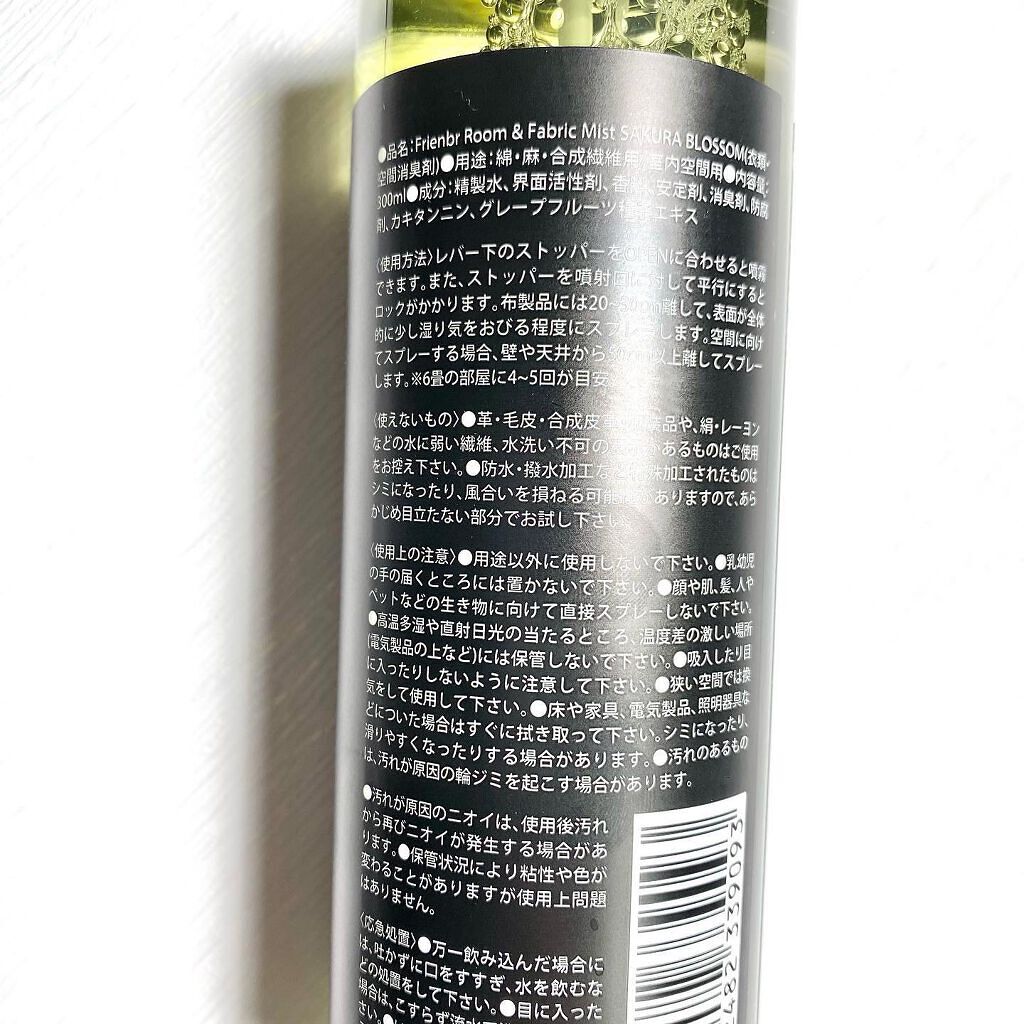 ●品名:Frienbr Room & Fabric Mist SAKURA BLOSSOM(衣類・
空間消臭剤)●用途:綿・麻・合成繊維用/室内空間用●内容量:
300ml●成分:精製水、界面活性剤、香料、安定剤、消臭剤、防腐
剤、カキタンニン、グレープフルーツ種子エキス
〈使用方法〉レバー下のストッパーをOPENに合わせると噴霧
できます。また、ストッパーを噴射口に対して平行にすると
ロックがかかります。布製品には20~30cm離して、表面が全体
的に少し湿り気をおびる程度にスプレーします。空間に向け
てスプレーする場合、壁や天井から50cm以上離してスプレー
します。※6畳の部屋に4~5回が目安
〈使えないもの〉●革・毛皮・合成皮革 品や、絹・レーヨン
などの水に弱い繊維、水洗い不可の あるものはご使用
をお控え下さい。●防水・撥水加工など特殊加工されたものは
シミになったり、風合いを損ねる可能性がありますので、あら
かじめ目立たない部分でお試し下さい。
〈使用上の注意〉●用途以外に使用しないで下さい。●乳幼児
の手の届くところには置かないで下さい。●顔や肌、髪、人や
ペットなどの生き物に向けて直接スプレーしないで下さい。
●高温多湿や直射日光の当たるところ、温度差の激しい場所
(電気製品の上など)には保管しないで下さい。●吸入したり目
に入ったりしないように注意して下さい。●狭い空間では換
気をして使用して下さい。●床や家具、電気製品、照明器具な
どについた場合はすぐに拭き取って下さい。シミになったり、
滑りやすくなったりする場合があります。●汚れのあるもの
は、汚れが原因の輪ジミを起こす場合があります。
●汚れが原因のニオイは、使用後汚れ
から再びニオイが発生する場合があ
ります。●保管状況により粘性や色が
変わることがありますが使用上問題
はありません。
〈応急処置〉●万一飲み込んだ場合に
は、吐かずに口をすすぎ、水を飲むな
どの処置をして下さい。●目に入った
場合は、こすらず流水
さい。
482 339093